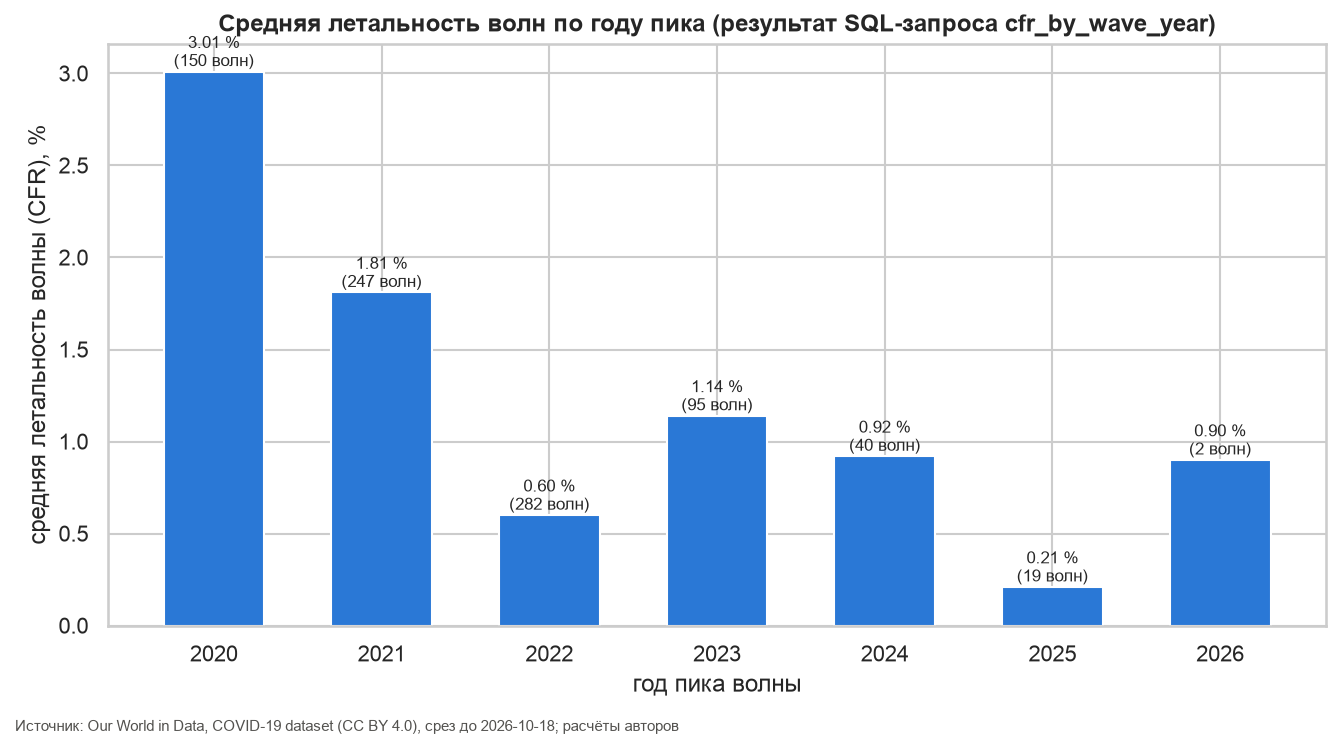 Средняя летальность волн по году пика (результат SQL-запроса cfr_by_wave_year)
средняя летальность волны (CFR), %
3.0
2.5
2.0
1.5
1.0
0.5
0.0
3.01 %
(150 волн)
1.81 %
(247 волн)
0.60 %
(282 волн)
1.14 %
(95 волн)
0.92 %
(40 волн)
0.21 %
(19 волн)
0.90 %
(2 волн)
2020
2021
2022
2023
2024
2025
2026
год пика волны
Источник: Our World in Data, COVID-19 dataset (CC BY 4.0), срез до 2026-10-18; расчёты авторов